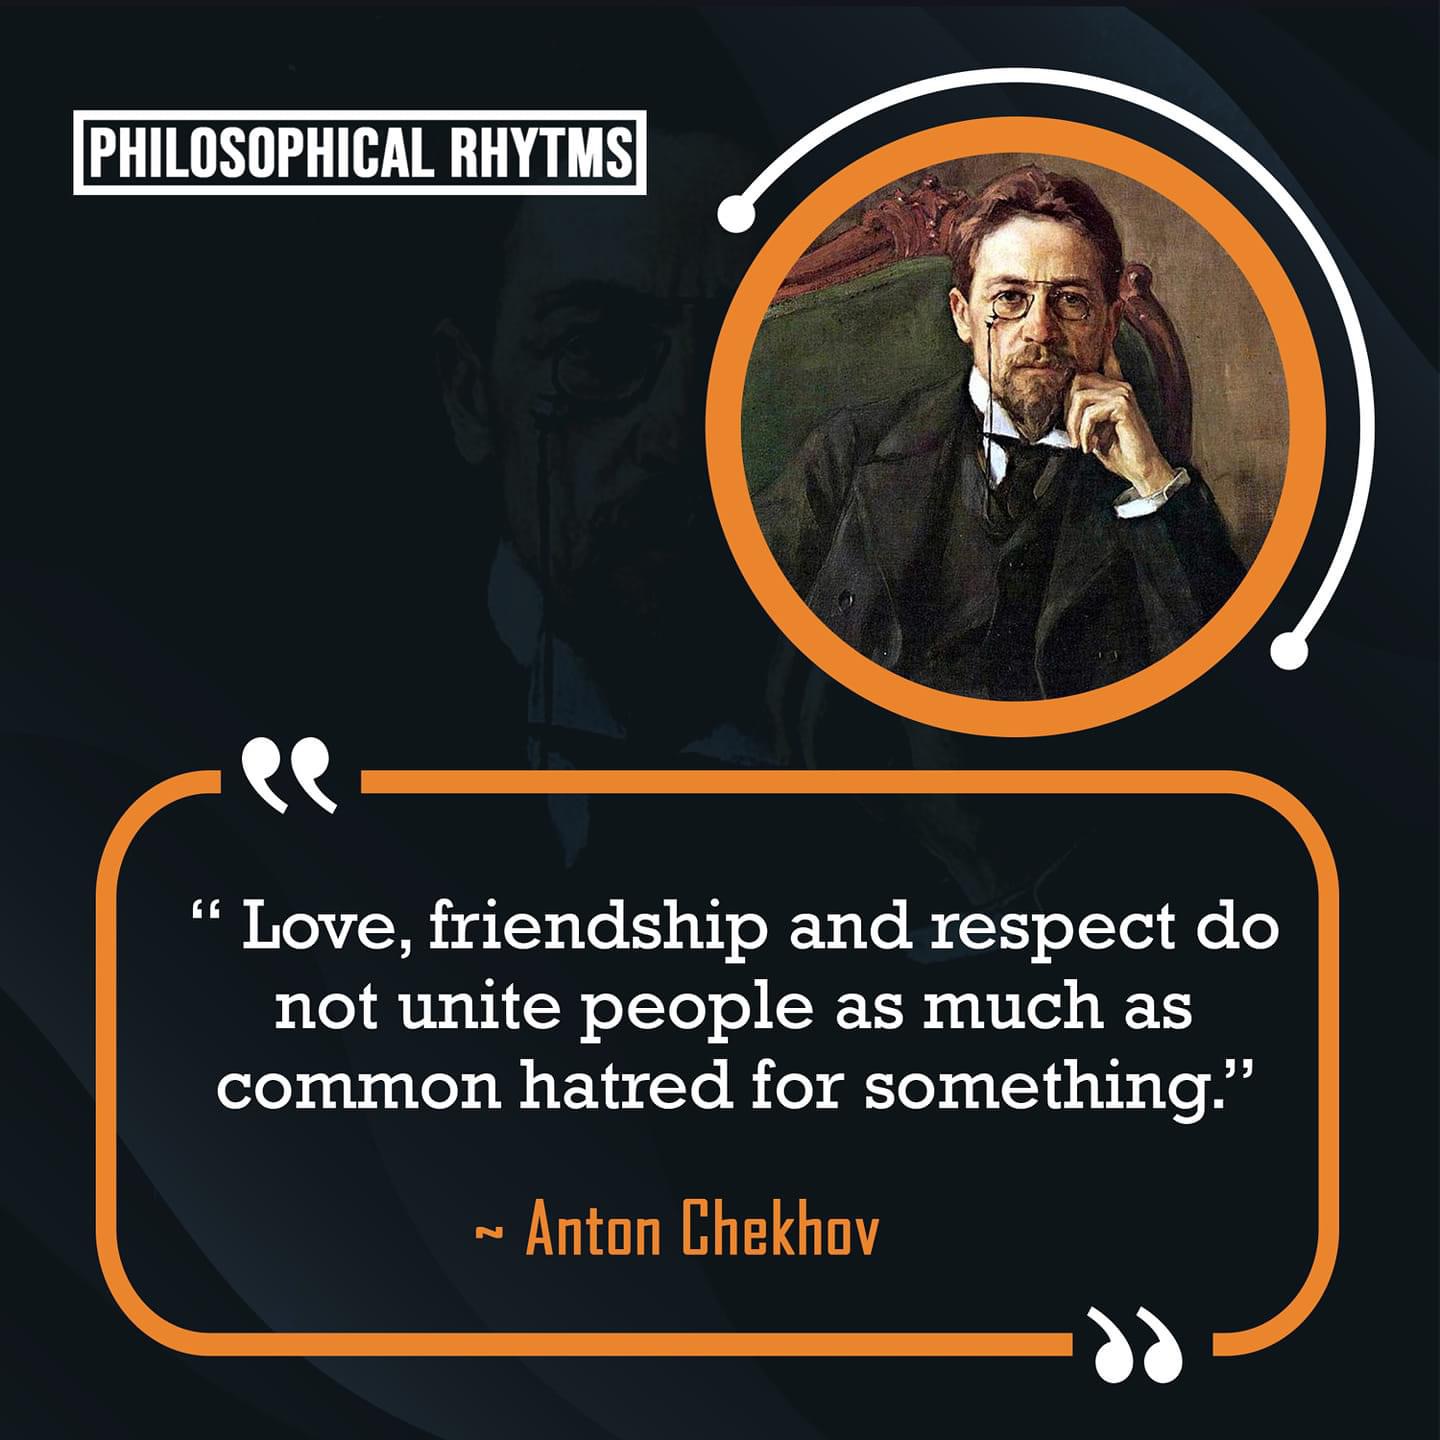 PHILOSOPHICAL RHYTMS
“ Love, friendship and respect do
not unite people as much as
common hatred for something.”
~ Anton Chekhov